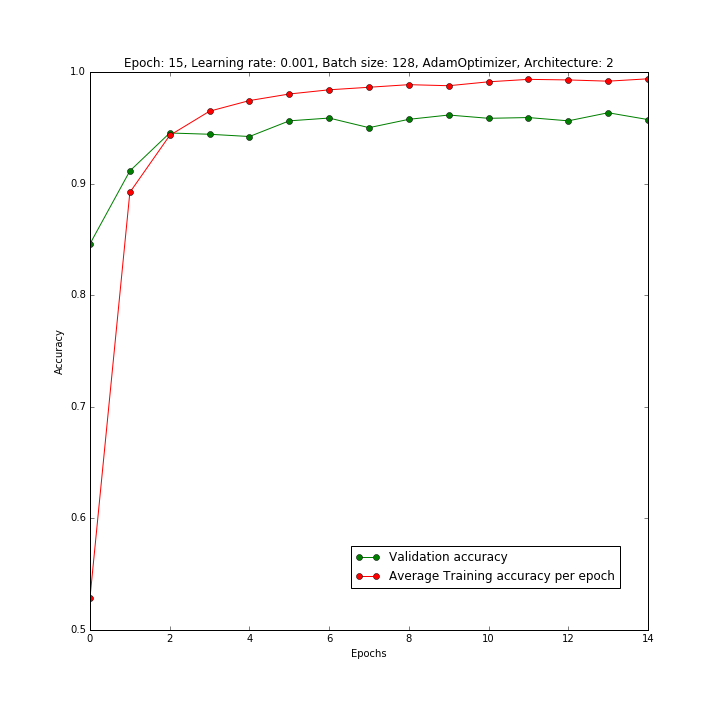 Epoch: 15, Learning rate: 0.001, Batch size: 128, AdamOptimizer, Architecture: 2
1.0
0.9
0.8
0.7
0.6
0.5
Accuracy
Validation accuracy
Average Training accuracy per epoch
0 2 4 6 8 10 12 14
Epochs